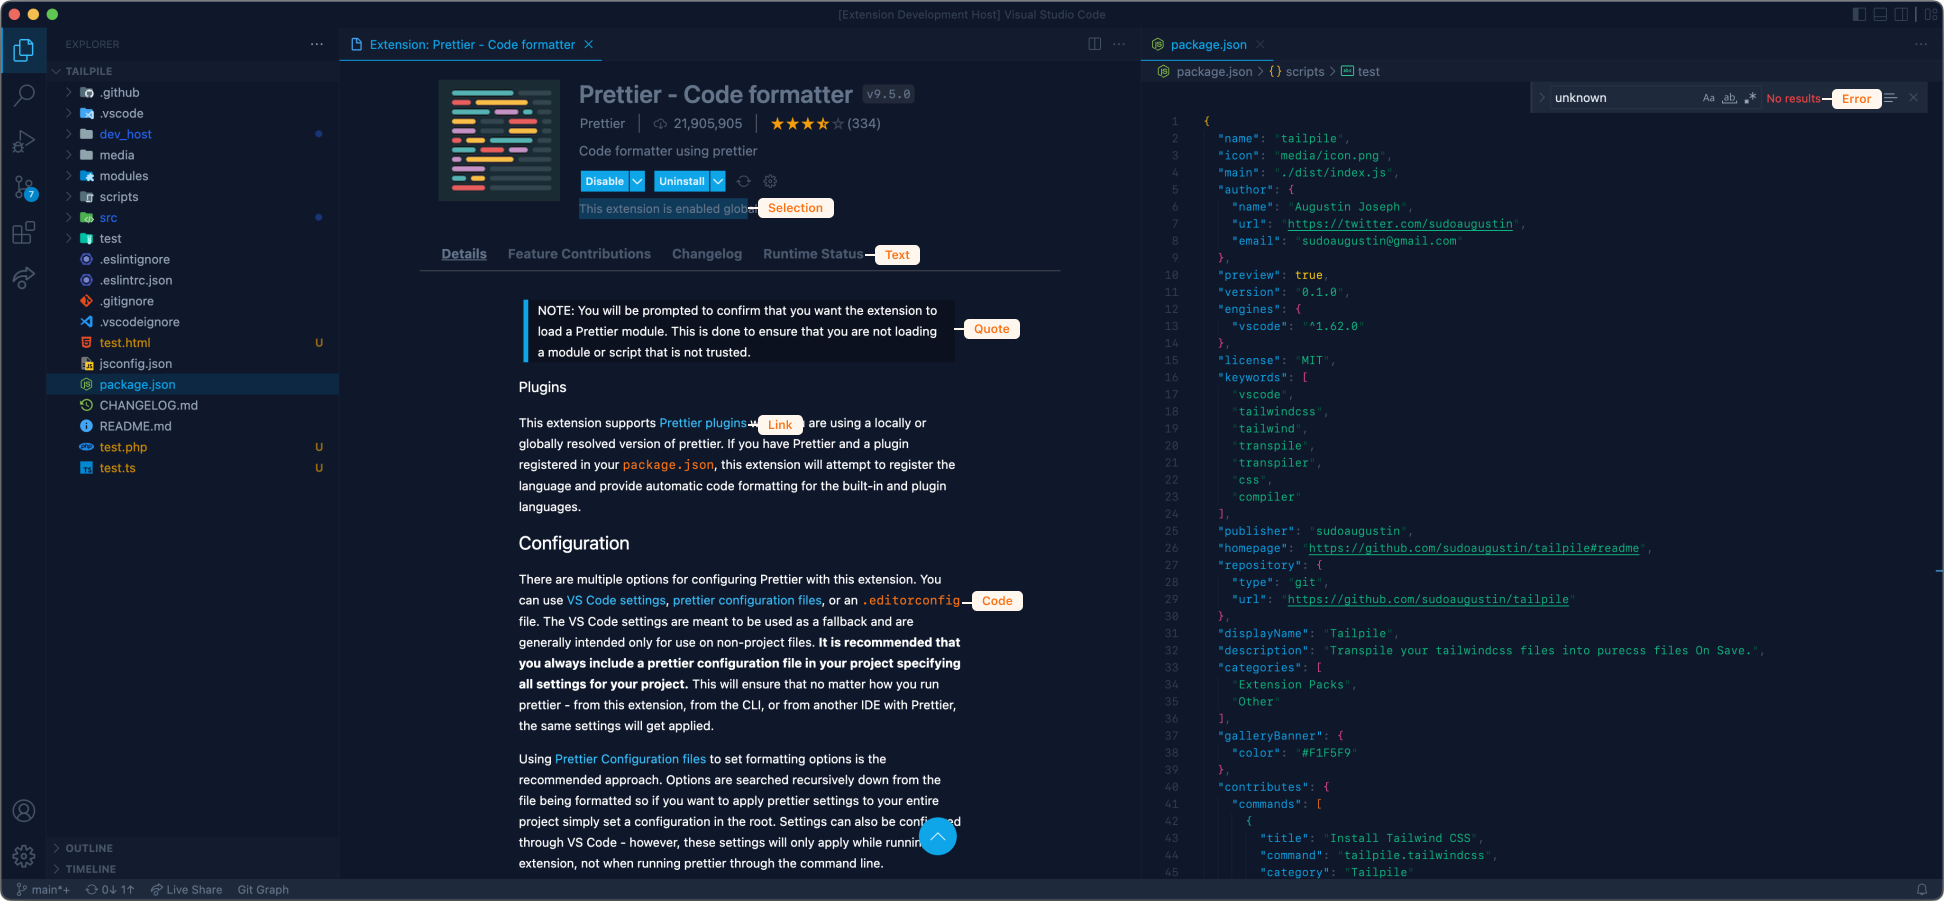 [Extension Development Host] Visual Studio Code
EXPLORER
TAILPILE
.github
.vscode
dev_host
media
modules
scripts
src
test
.eslintignore
.eslintrc.json
.gitignore
.vscodeignore
test.html U
jsconfig.json
package.json
CHANGELOG.md
README.md
test.php U
test.ts U
OUTLINE
TIMELINE
7
Extension: Prettier - Code formatter
Prettier - Code formatter v9.5.0
Prettier 21,905,905 (334)
Code formatter using prettier
Disable Uninstall
This extension is enabled globa Selection
Details Feature Contributions Changelog Runtime Status Text
NOTE: You will be prompted to confirm that you want the extension to
load a Prettier module. This is done to ensure that you are not loading
a module or script that is not trusted.
Quote
Plugins
This extension supports Prettier plugins Link are using a locally or
globally resolved version of prettier. If you have Prettier and a plugin
registered in your package.json, this extension will attempt to register the
language and provide automatic code formatting for the built-in and plugin
languages.
Configuration
There are multiple options for configuring Prettier with this extension. You
can use VS Code settings, prettier configuration files, or an .editorconfig Code
file. The VS Code settings are meant to be used as a fallback and are
generally intended only for use on non-project files. It is recommended that
you always include a prettier configuration file in your project specifying
all settings for your project. This will ensure that no matter how you run
prettier - from this extension, from the CLI, or from another IDE with Prettier,
the same settings will get applied.
Using Prettier Configuration files to set formatting options is the
recommended approach. Options are searched recursively down from the
file being formatted so if you want to apply prettier settings to your entire
project simply set a configuration in the root. Settings can also be
through VS Code - however, these settings will only apply while
extension, not when running prettier through the command line.
package.json
package.json > {} scripts > test
unknown Aa ab .* No results Error
1 {
2 "name": "tailpile",
3 "icon": "media/icon.png",
4 "main": "./dist/index.js",
5 "author": {
6 "name": "Augustin Joseph",
7 "url": "https://twitter.com/sudoaugustin",
8 "email": "sudoaugustin@gmail.com"
9 },
10 "preview": true,
11 "version": "0.1.0",
12 "engines": {
13 "vscode": "^1.62.0"
14 },
15 "license": "MIT",
16 "keywords": [
17 "vscode",
18 "tailwindcss",
19 "tailwind",
20 "transpile",
21 "transpiler",
22 "css",
23 "compiler"
24 ],
25 "publisher": "sudoaugustin",
26 "homepage": "https://github.com/sudoaugustin/tailpile#readme",
27 "repository": {
28 "type": "git",
29 "url": "https://github.com/sudoaugustin/tailpile"
30 },
31 "displayName": "Tailpile",
32 "description": "Transpile your tailwindcss files into purecss files On Save.",
33 "categories": [
34 "Extension Packs",
35 "Other"
36 ],
37 "galleryBanner": {
38 "color": "#F1F5F9"
39 },
40 "contributes": {
41 "commands": [
42 {
43 "title": "Install Tailwind CSS",
44 "command": "tailpile.tailwindcss",
45 "category": "Tailpile"
main*+ 0↓ 1↑ Live Share Git Graph